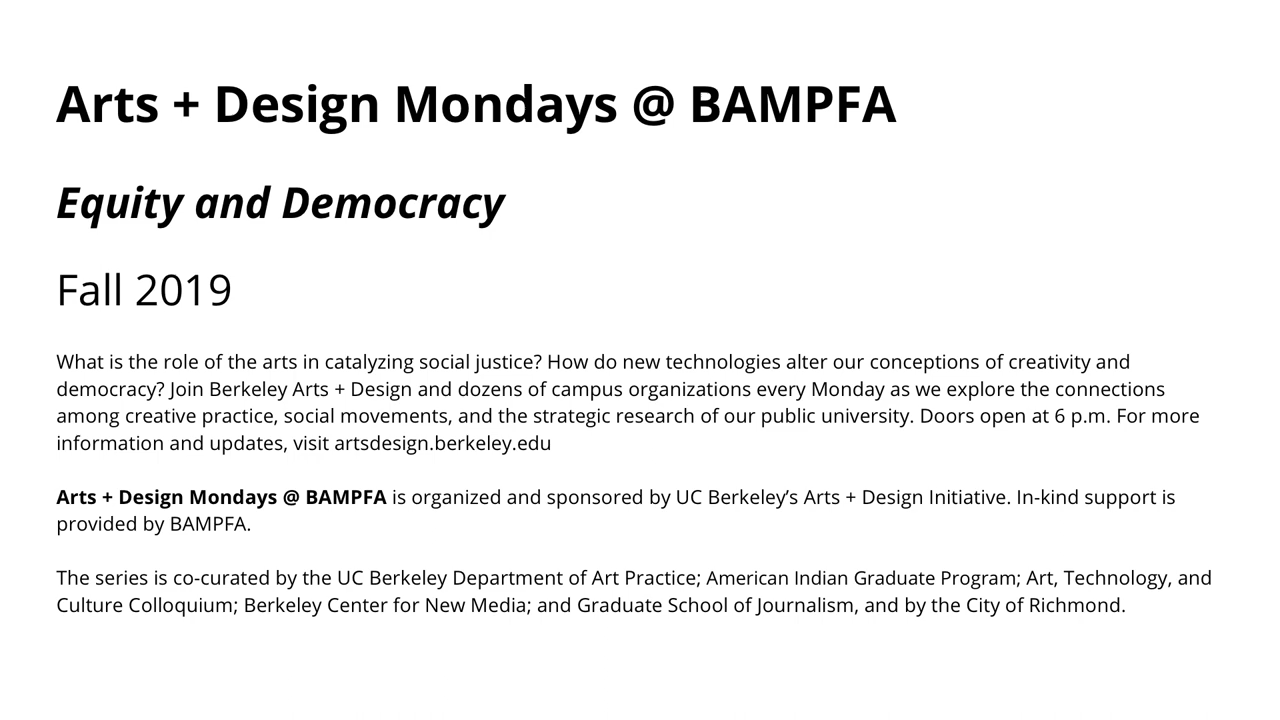 Arts + Design Mondays @ BAMPFA
Equity and Democracy
Fall 2019
What is the role of the arts in catalyzing social justice? How do new technologies alter our conceptions of creativity and
democracy? Join Berkeley Arts + Design and dozens of campus organizations every Monday as we explore the connections
among creative practice, social movements, and the strategic research of our public university. Doors open at 6 p.m. For more
information and updates, visit artsdesign.berkeley.edu
Arts + Design Mondays @ BAMPFA is organized and sponsored by UC Berkeley’s Arts + Design Initiative. In-kind support is
provided by BAMPFA.
The series is co-curated by the UC Berkeley Department of Art Practice; American Indian Graduate Program; Art, Technology, and
Culture Colloquium; Berkeley Center for New Media; and Graduate School of Journalism, and by the City of Richmond.